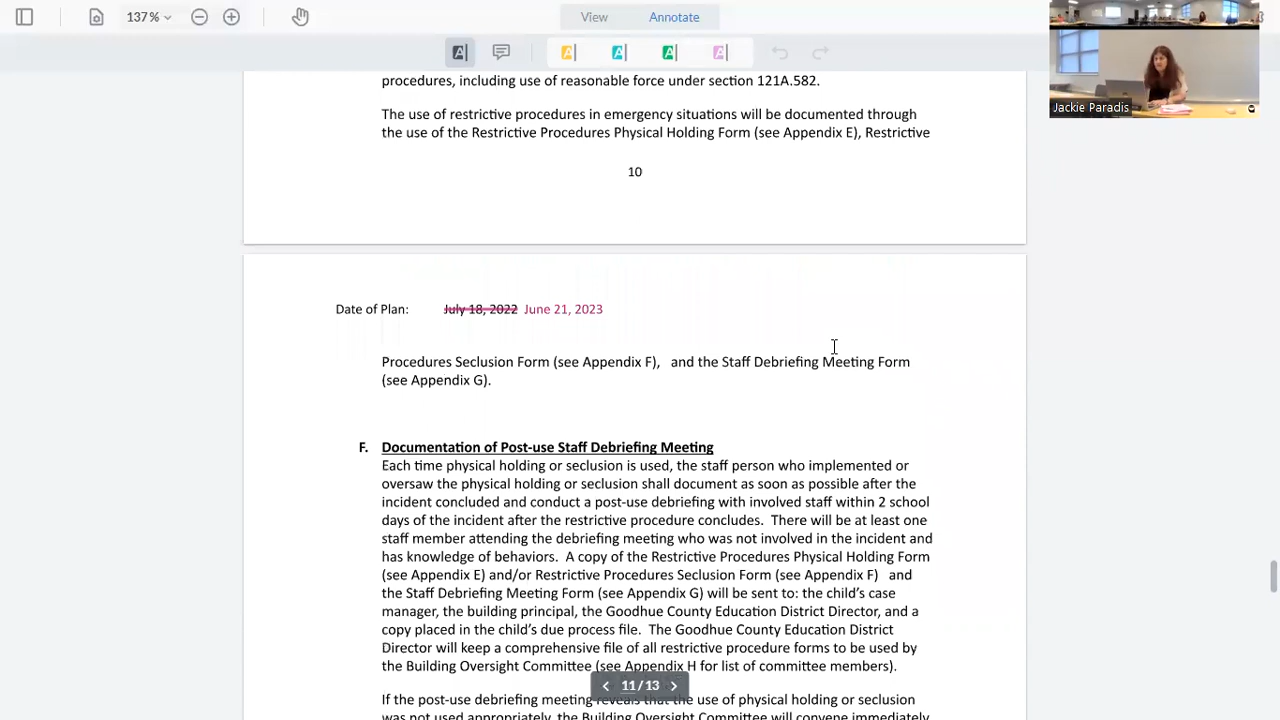 137%
View
Annotate
Jackie Paradis
procedures, including use of reasonable force under section 121A.582.
The use of restrictive procedures in emergency situations will be documented through
the use of the Restrictive Procedures Physical Holding Form (see Appendix E), Restrictive
10
Date of Plan: July 18, 2022 June 21, 2023
Procedures Seclusion Form (see Appendix F), and the Staff Debriefing Meeting Form
(see Appendix G).
F. Documentation of Post-use Staff Debriefing Meeting
Each time physical holding or seclusion is used, the staff person who implemented or
oversaw the physical holding or seclusion shall document as soon as possible after the
incident concluded and conduct a post-use debriefing with involved staff within 2 school
days of the incident after the restrictive procedure concludes. There will be at least one
staff member attending the debriefing meeting who was not involved in the incident and
has knowledge of behaviors. A copy of the Restrictive Procedures Physical Holding Form
(see Appendix E) and/or Restrictive Procedures Seclusion Form (see Appendix F) and
the Staff Debriefing Meeting Form (see Appendix G) will be sent to: the child's case
manager, the building principal, the Goodhue County Education District Director, and a
copy placed in the child's due process file. The Goodhue County Education District
Director will keep a comprehensive file of all restrictive procedure forms to be used by
the Building Oversight Committee (see Appendix H for list of committee members).
11 / 13
If the post-use debriefing meeting reveals that the use of physical holding or seclusion
was not used appropriately, the Building Oversight Committee will convene immediately